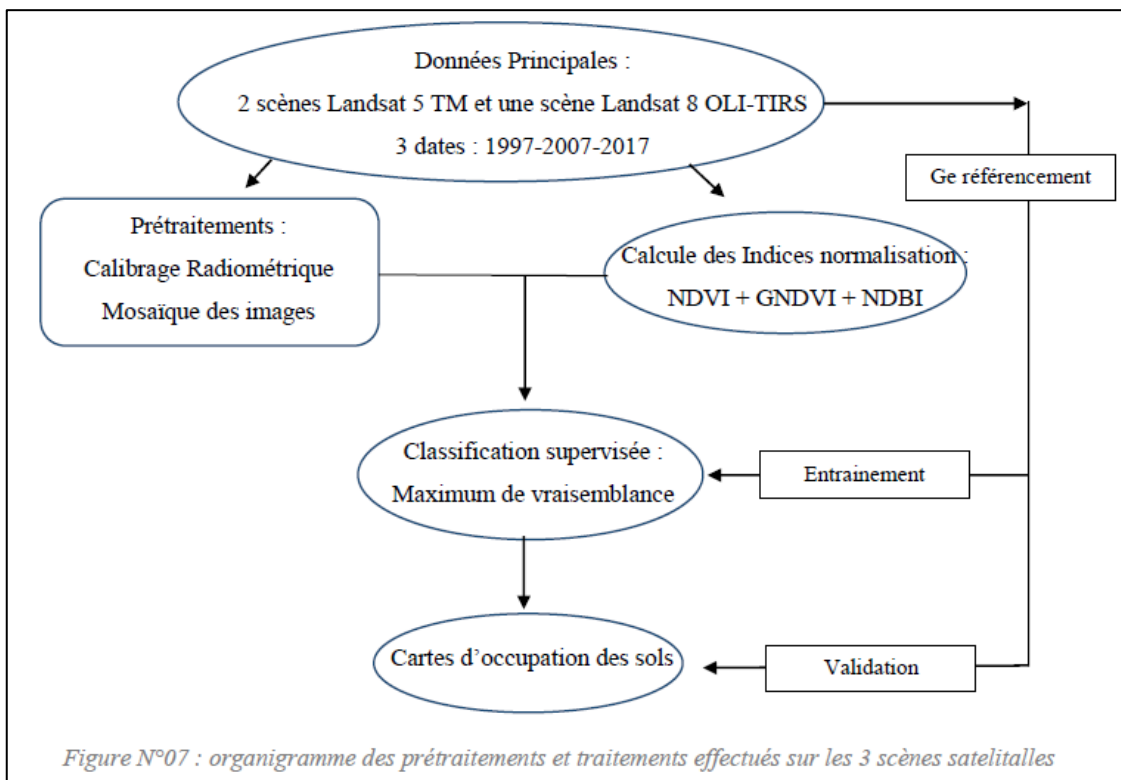 Données Principales :
2 scènes Landsat 5 TM et une scène Landsat 8 OLI-TIRS
3 dates : 1997-2007-2017
Ge référencement
Prétraitements :
Calibrage Radiométrique
Mosaïque des images
Calcule des Indices normalisation :
NDVI + GNDVI + NDBI
Classification supervisée :
Maximum de vraisemblance
Entrainement
Cartes d’occupation des sols
Validation
Figure N°07 : organigramme des prétraitements et traitements effectués sur les 3 scènes satelitalles